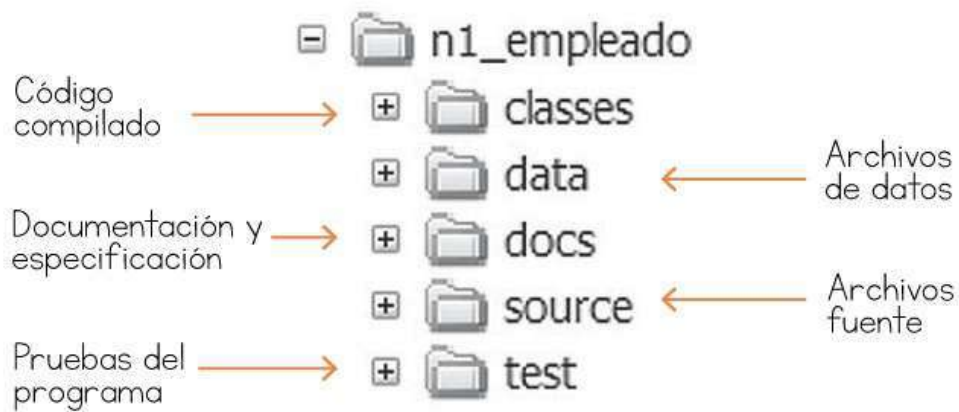 n1_empleado
Código
compilado
classes
data
Archivos
de datos
Documentación y
especificación
docs
source
Archivos
fuente
Pruebas del
programa
test